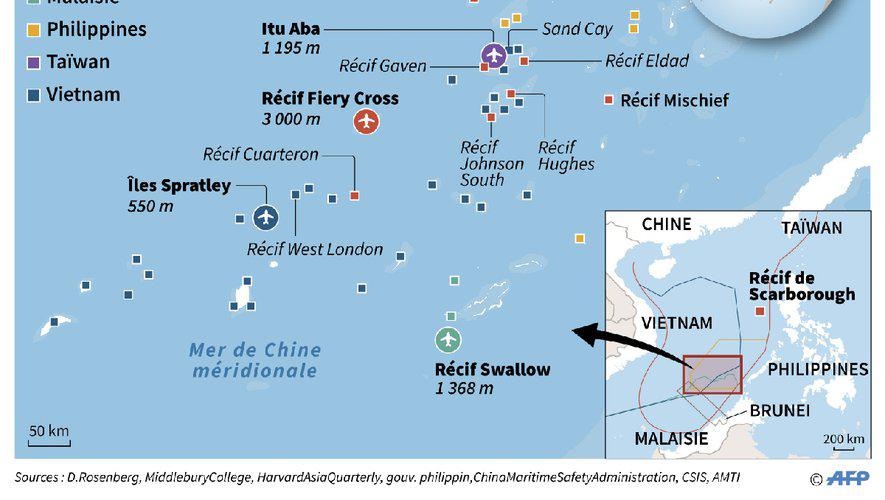 Malaisie
Philippines
Taïwan
Vietnam
Itu Aba
1 195 m
Sand Cay
Récif Gaven
Récif Eldad
Récif Fiery Cross
3 000 m
Récif Mischief
Récif Cuarteron
Récif
Johnson
South
Récif
Hughes
Îles Spratley
550 m
Récif West London
Mer de Chine
méridionale
Récif Swallow
1 368 m
CHINE
TAÏWAN
Récif de
Scarborough
VIETNAM
PHILIPPINES
BRUNEI
MALAISIE
200 km
50 km
Sources : D.Rosenberg, MiddleburyCollege, HarvardAsiaQuarterly, gouv. philippin,ChinaMaritimeSafetyAdministration, CSIS, AMTI
© AFP